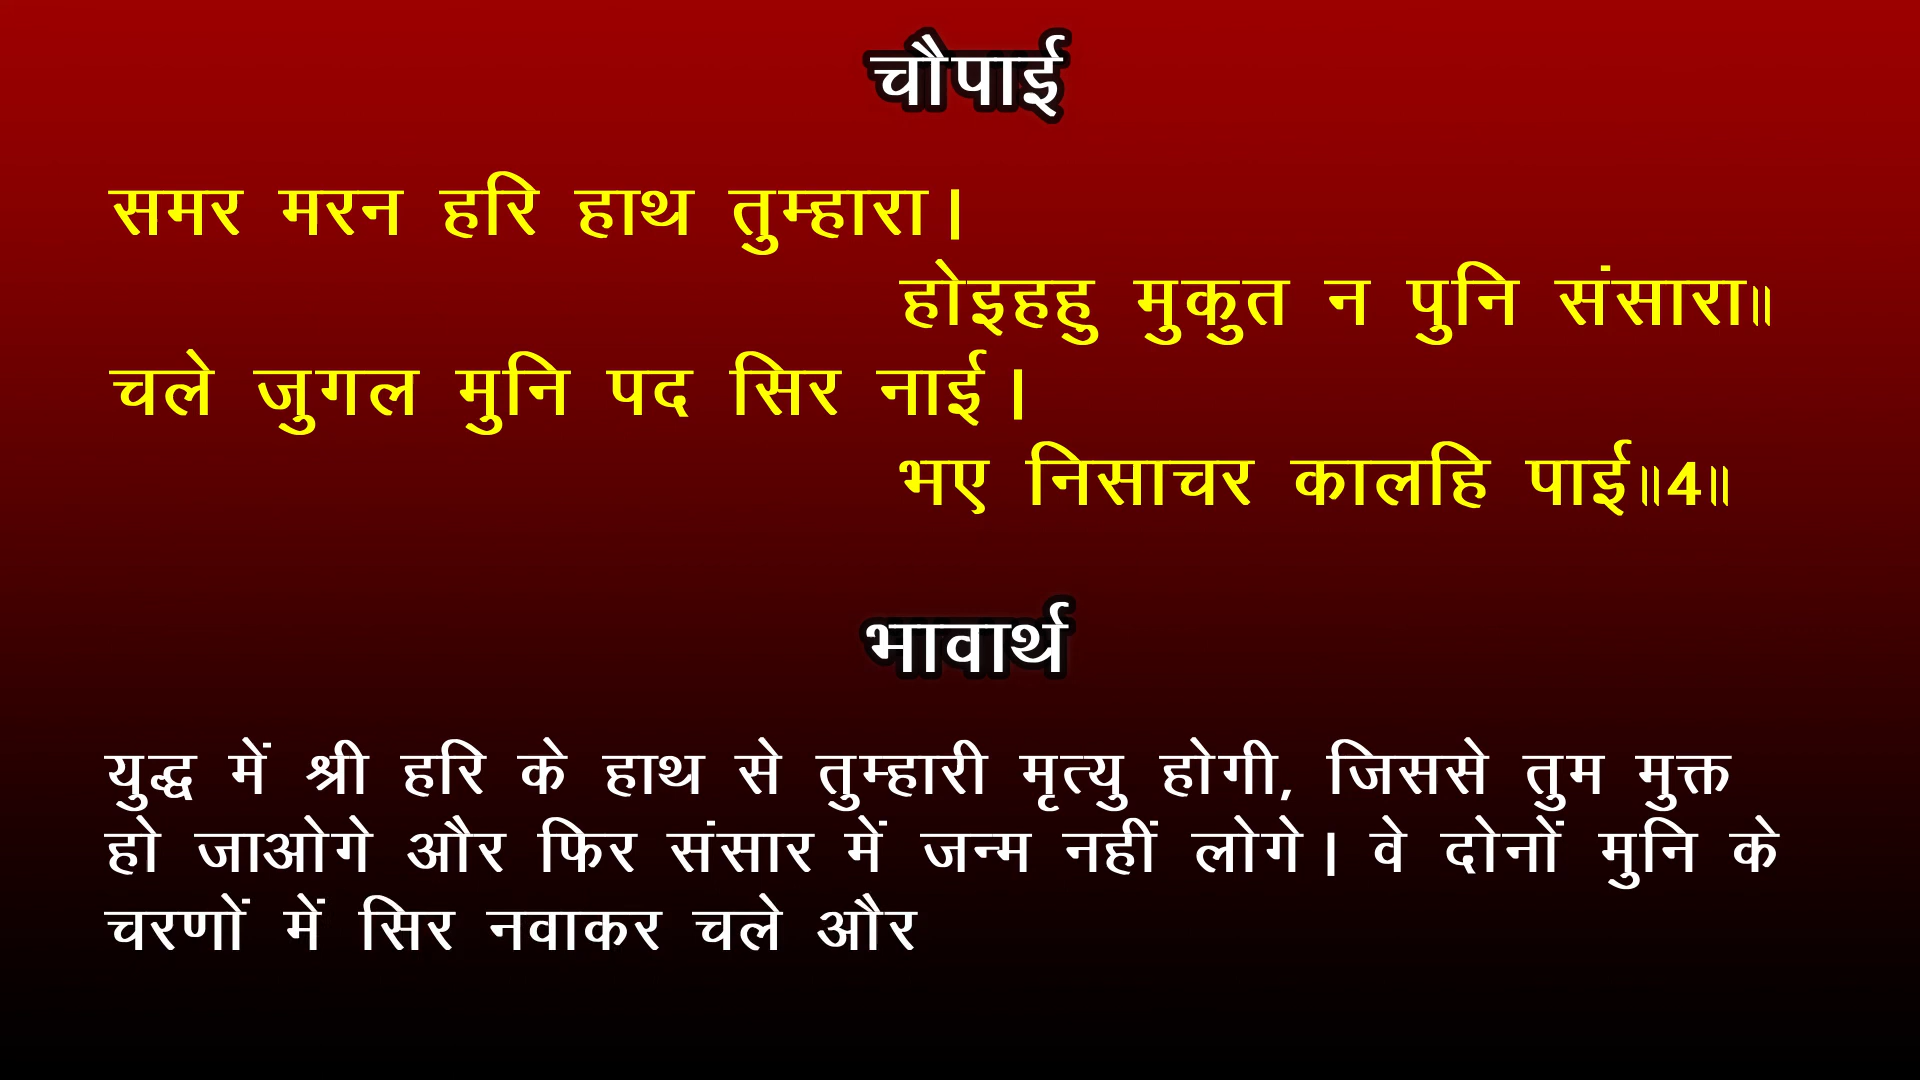 चौपाई
समर मरन हरि हाथ तुम्हारा।
होइहहु मुकुत न पुनि संसारा॥
चले जुगल मुनि पद सिर नाई।
भए निसाचर कालहि पाई॥4॥
भावार्थ
युद्ध में श्री हरि के हाथ से तुम्हारी मृत्यु होगी, जिससे तुम मुक्त
हो जाओगे और फिर संसार में जन्म नहीं लोगे। वे दोनों मुनि के
चरणों में सिर नवाकर चले और